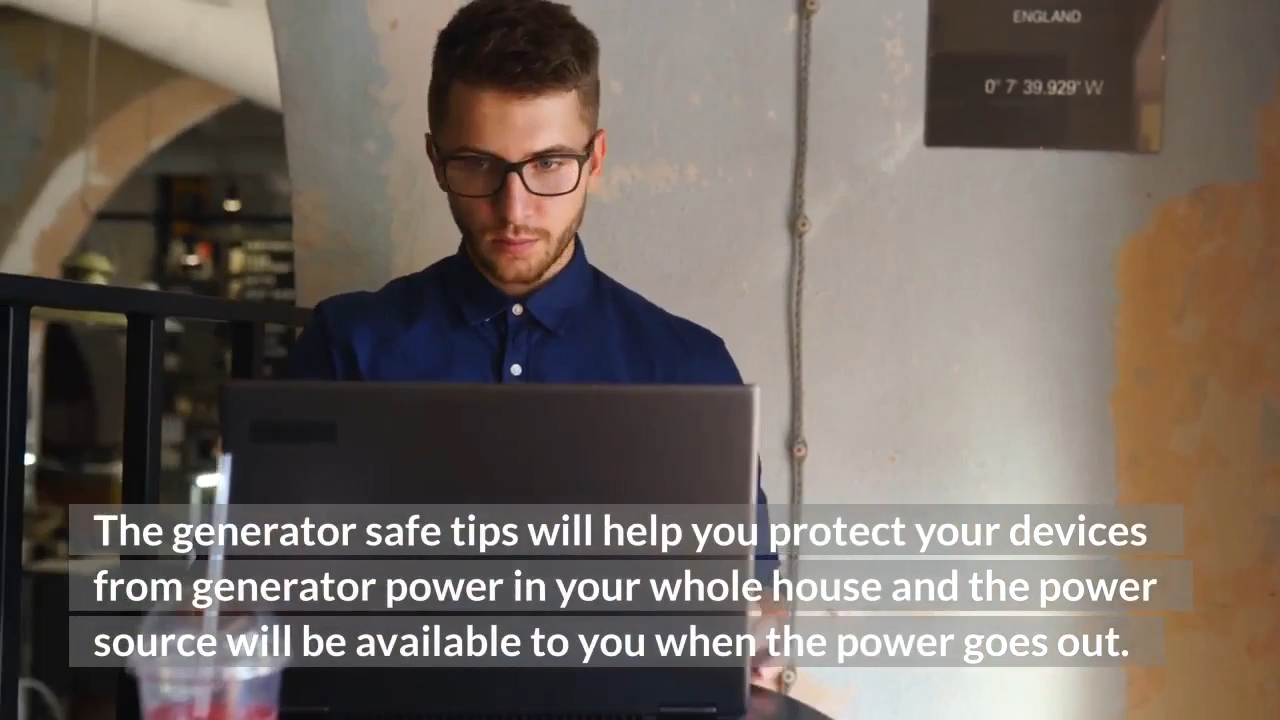 ENGLAND
0° 7' 39.929" W
The generator safe tips will help you protect your devices
from generator power in your whole house and the power
source will be available to you when the power goes out.